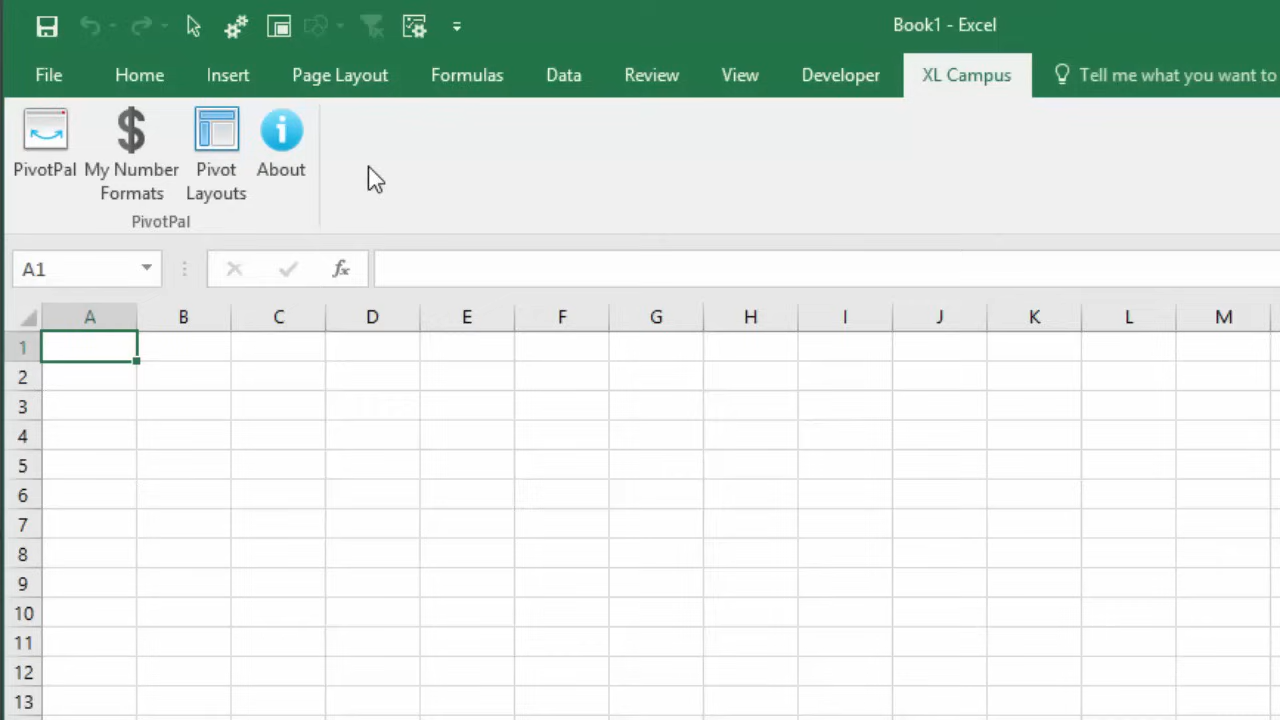 Book1 - Excel
File Home Insert Page Layout Formulas Data Review View Developer XL Campus Tell me what you want to
PivotPal My Number Formats Pivot Layouts About
PivotPal
A1 fx
A B C D E F G H I J K L M
1
2
3
4
5
6
7
8
9
10
11
12
13